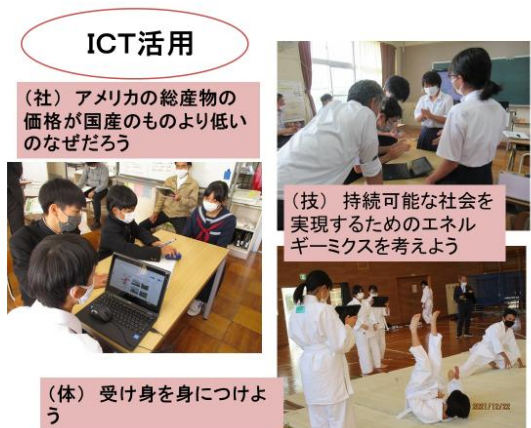 ICT活用
（社） アメリカの総産物の
価格が国産のものより低い
のなぜだろう
（技） 持続可能な社会を
実現するためのエネル
ギーミクスを考えよう
（体） 受け身を身につけよ
う
2021/12/22